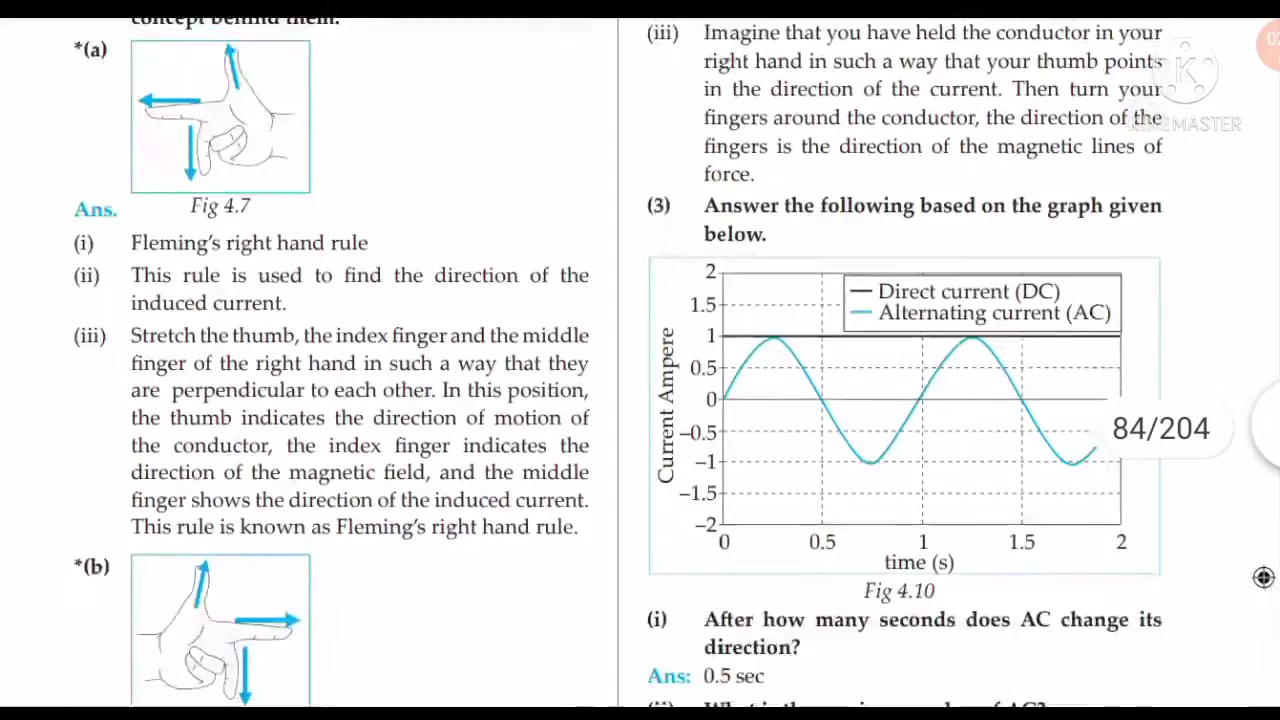 concept behind them.
*(a)
Fig 4.7
Ans.
(i) Fleming's right hand rule
(ii) This rule is used to find the direction of the
induced current.
(iii) Stretch the thumb, the index finger and the middle
finger of the right hand in such a way that they
are perpendicular to each other. In this position,
the thumb indicates the direction of motion of
the conductor, the index finger indicates the
direction of the magnetic field, and the middle
finger shows the direction of the induced current.
This rule is known as Fleming's right hand rule.
*(b)
(iii) Imagine that you have held the conductor in your
right hand in such a way that your thumb points
in the direction of the current. Then turn your
fingers around the conductor, the direction of the
fingers is the direction of the magnetic lines of
force.
(3) Answer the following based on the graph given
below.
2
1.5
1
0.5
0
–0.5
–1
–1.5
–2
Current Ampere
Direct current (DC)
Alternating current (AC)
0 0.5 1 1.5 2
time (s)
Fig 4.10
(i) After how many seconds does AC change its
direction?
Ans: 0.5 sec
84/204
02
K
MASTER